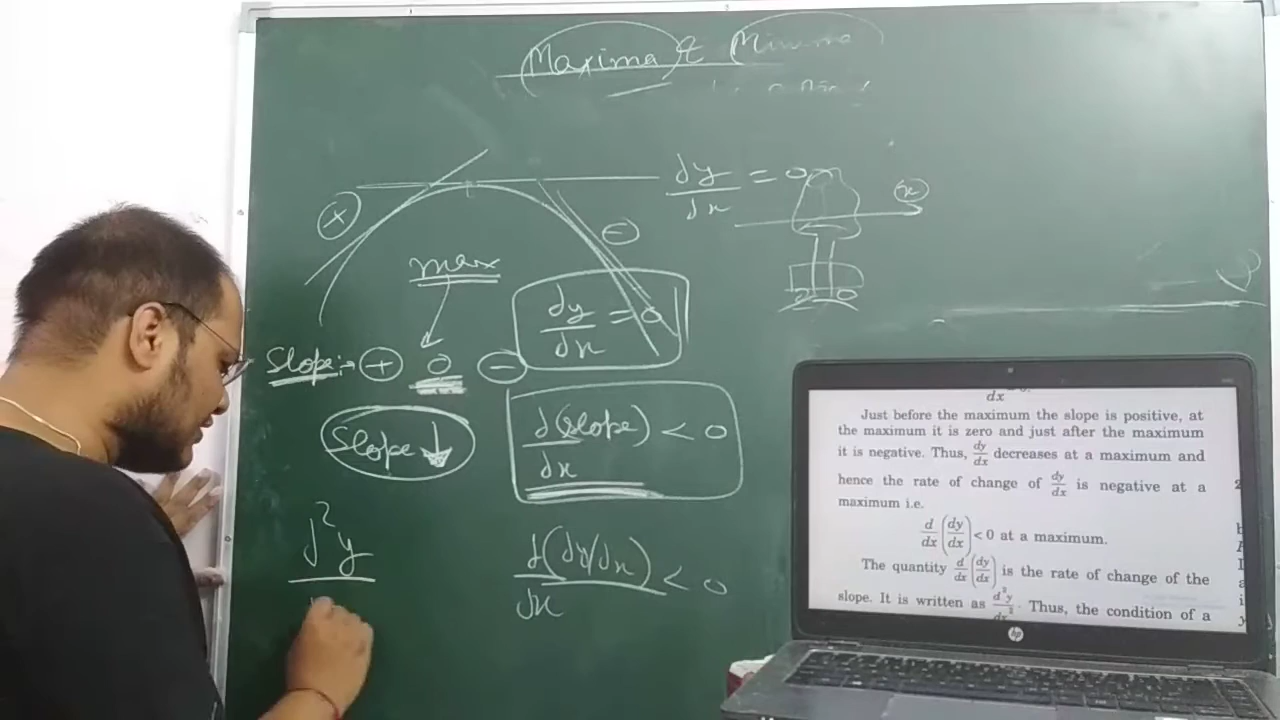 Maxima & Minima
dy/dx = 0
(x)
(+)
(-)
max
dy/dx = 0
2 0
Slope:- (+) 0 (-)
Slope ↓
d(slope)/dx < 0
d²y
d(dy/dx)/dx < 0
dx
Just before the maximum the slope is positive, at
the maximum it is zero and just after the maximum
it is negative. Thus, dy/dx decreases at a maximum and
hence the rate of change of dy/dx is negative at a
maximum i.e.
d/dx (dy/dx) < 0 at a maximum.
The quantity d/dx (dy/dx) is the rate of change of the
slope. It is written as d²y/dx². Thus, the condition of a
hp